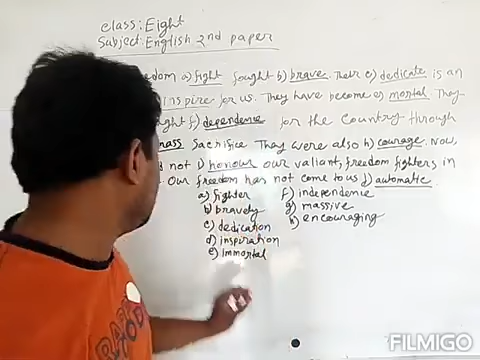 class: Eight
Subject: English 2nd paper
edom a) fight fought b) brave. Their c) dedicate is an
inspire for us. They have become e) mortal. They
ght f) dependence for the Country through
mass Sacrifice They were also h) courage. Now,
not i) honour our valiant, freedom fighters in
Our freedom has not come to us j) automatic.
a) fighter f) independence
b) bravely g) massive
c) dedication h) encouraging
d) inspiration
e) immortal
FILMIGO